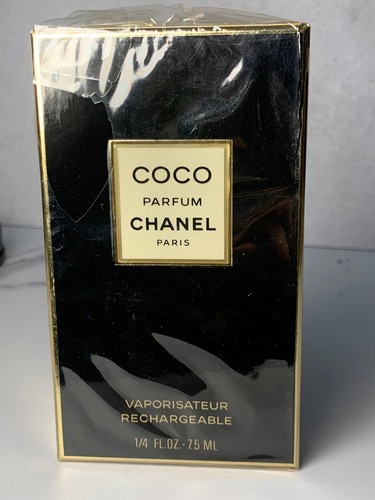 COCO
PARFUM
CHANEL
PARIS
VAPORISATEUR
RECHARGEABLE
1/4 FL.OZ.-7.5 ML